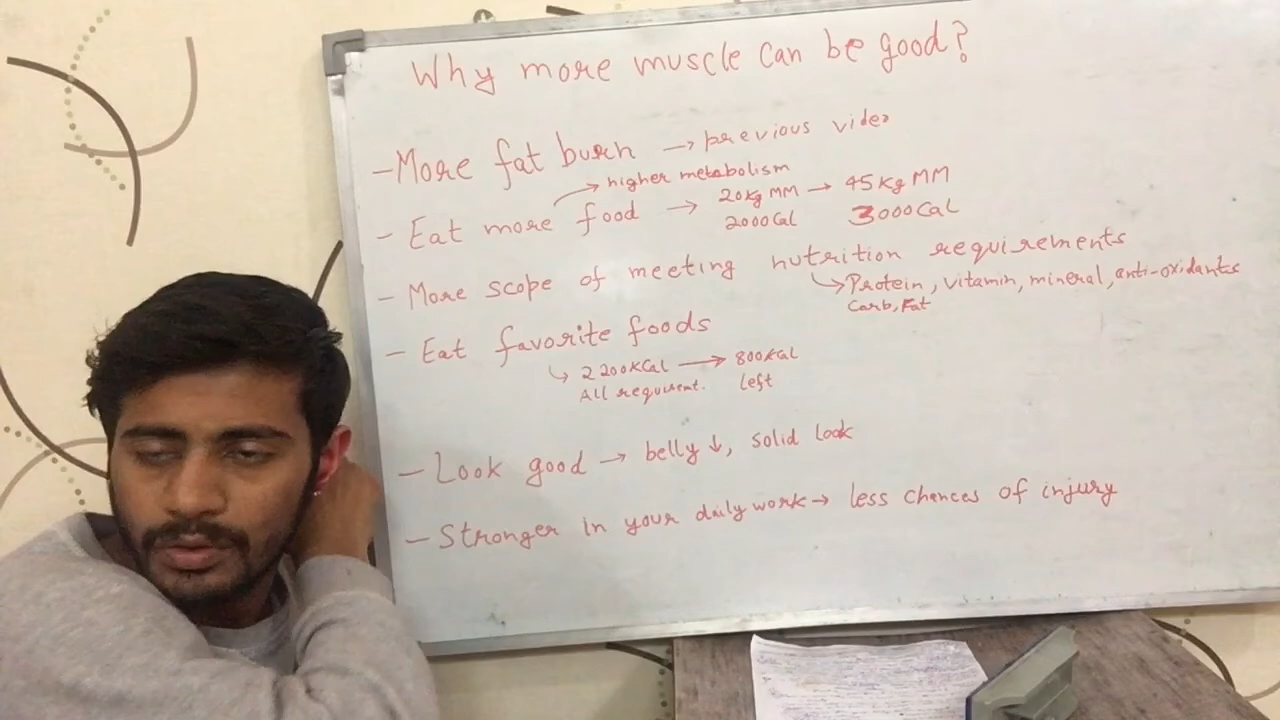 Why more muscle can be good?
- More fat burn → previous video
→ higher metabolism
- Eat more food → 20Kg MM → 45Kg MM
2000Cal 3000Cal
- More scope of meeting nutrition requirements
↳ Protein, vitamin, mineral, anti-oxidants
Carb, Fat
- Eat favorite foods
↳ 2200KCal → 800KCal
All requirent. left
- Look good → belly ↓, solid look
- Stronger in your daily work → less chances of injury